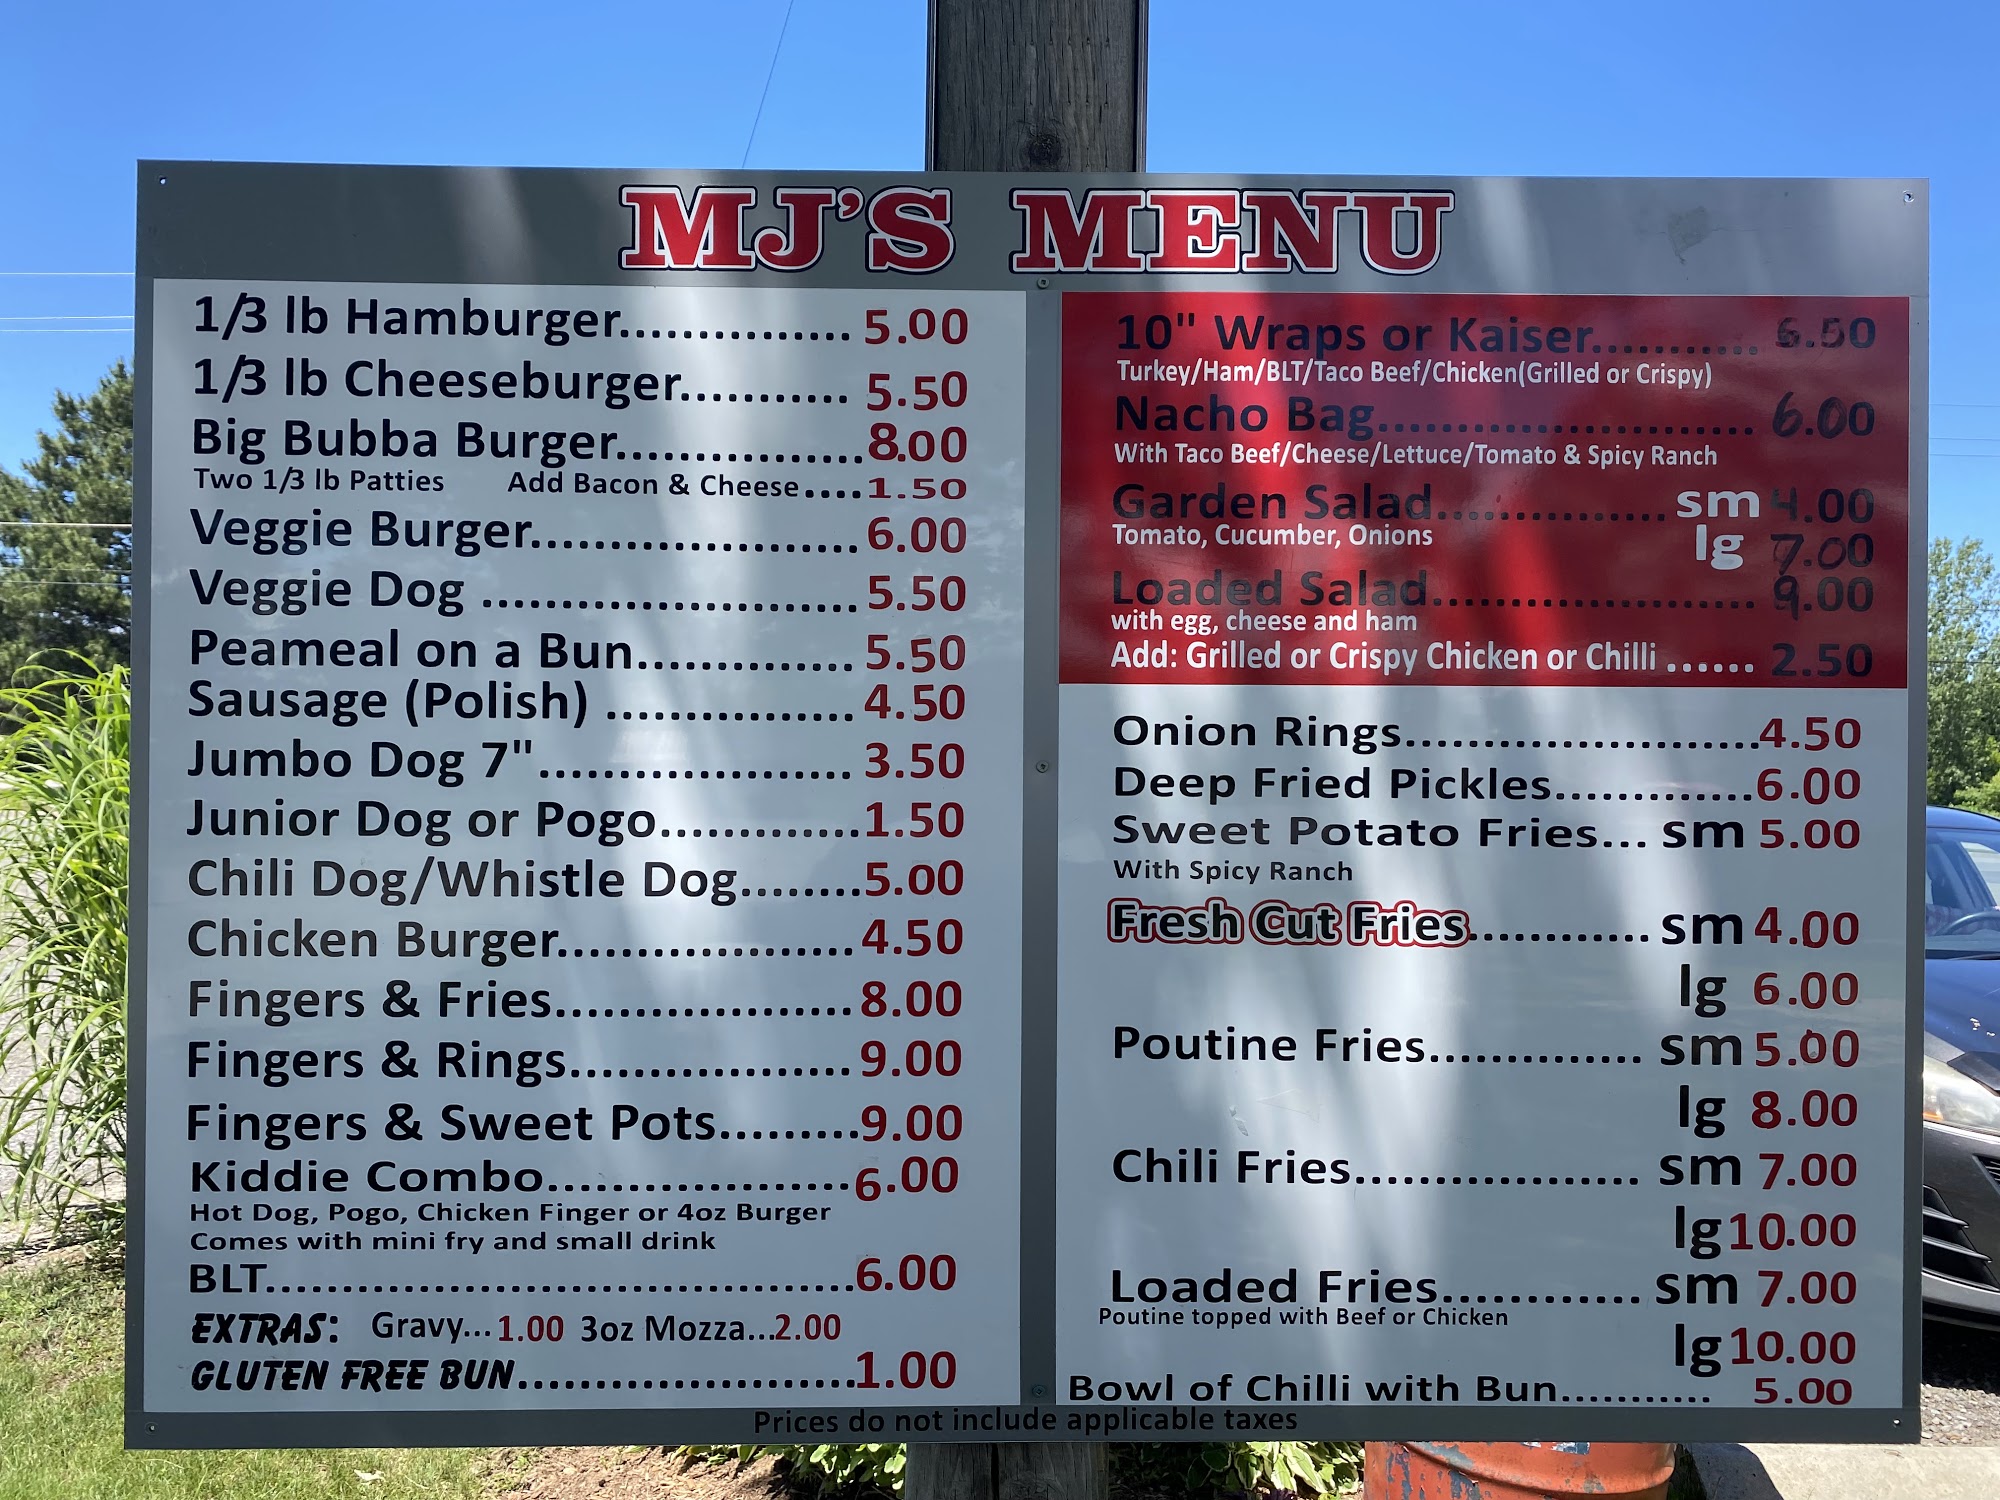 MJ'S MENU
1/3 lb Hamburger............... 5.00
1/3 lb Cheeseburger........... 5.50
Big Bubba Burger................8.00
Two 1/3 lb Patties Add Bacon & Cheese....1.50
Veggie Burger..................... 6.00
Veggie Dog ........................ 5.50
Peameal on a Bun.............. 5.50
Sausage (Polish) ................ 4.50
Jumbo Dog 7".................... 3.50
Junior Dog or Pogo.............1.50
Chili Dog/Whistle Dog........5.00
Chicken Burger................... 4.50
Fingers & Fries................... 8.00
Fingers & Rings.................. 9.00
Fingers & Sweet Pots.........9.00
Kiddie Combo...................6.00
Hot Dog, Pogo, Chicken Finger or 4oz Burger
Comes with mini fry and small drink
BLT......................................6.00
EXTRAS: Gravy...1.00 3oz Mozza...2.00
GLUTEN FREE BUN......................1.00
10" Wraps or Kaiser........... 6.50
Turkey/Ham/BLT/Taco Beef/Chicken(Grilled or Crispy)
Nacho Bag......................... 6.00
With Taco Beef/Cheese/Lettuce/Tomato & Spicy Ranch
Garden Salad............... sm 4.00
Tomato, Cucumber, Onions
lg 7.00
Loaded Salad..................... 9.00
with egg, cheese and ham
Add: Grilled or Crispy Chicken or Chilli ...... 2.50
Onion Rings.......................4.50
Deep Fried Pickles.............6.00
Sweet Potato Fries... sm 5.00
With Spicy Ranch
Fresh Cut Fries............ sm 4.00
lg 6.00
Poutine Fries.............. sm 5.00
lg 8.00
Chili Fries.................. sm 7.00
lg 10.00
Loaded Fries............. sm 7.00
Poutine topped with Beef or Chicken
lg 10.00
Bowl of Chilli with Bun........... 5.00
Prices do not include applicable taxes